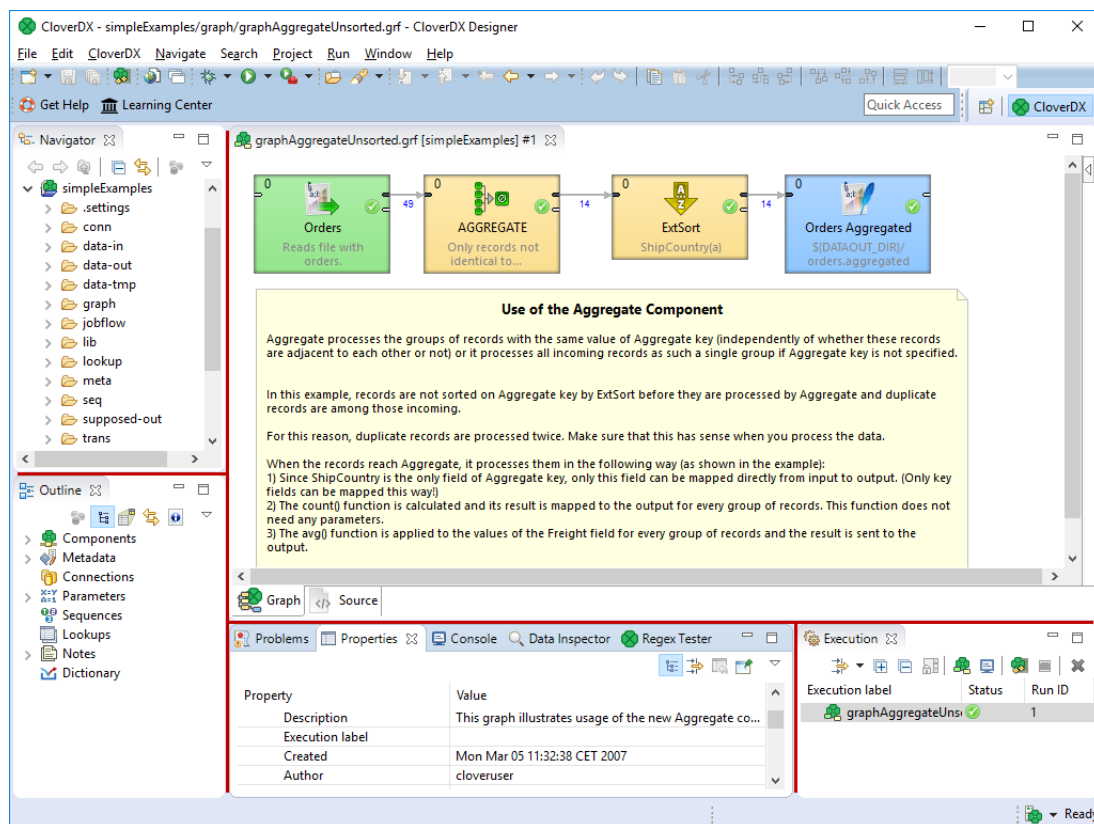 CloverDX - simpleExamples/graph/graphAggregateUnsorted.grf - CloverDX Designer
File Edit CloverDX Navigate Search Project Run Window Help
Get Help Learning Center Quick Access CloverDX
Navigator
simpleExamples
.settings
conn
data-in
data-out
data-tmp
graph
jobflow
lib
lookup
meta
seq
supposed-out
trans
graphAggregateUnsorted.grf [simpleExamples] #1
0
Orders
Reads file with
orders.
49
0
AGGREGATE
Only records not
identical to...
14
0
ExtSort
ShipCountry(a)
14
0
Orders Aggregated
${DATAOUT_DIR}/
orders.aggregated
Use of the Aggregate Component
Aggregate processes the groups of records with the same value of Aggregate key (independently of whether these records
are adjacent to each other or not) or it processes all incoming records as such a single group if Aggregate key is not specified.
In this example, records are not sorted on Aggregate key by ExtSort before they are processed by Aggregate and duplicate
records are among those incoming.
For this reason, duplicate records are processed twice. Make sure that this has sense when you process the data.
When the records reach Aggregate, it processes them in the following way (as shown in the example):
1) Since ShipCountry is the only field of Aggregate key, only this field can be mapped directly from input to output. (Only key
fields can be mapped this way!)
2) The count() function is calculated and its result is mapped to the output for every group of records. This function does not
need any parameters.
3) The avg() function is applied to the values of the Freight field for every group of records and the result is sent to the
output.
Graph Source
Outline
Components
Metadata
Connections
Parameters
Sequences
Lookups
Notes
Dictionary
Problems Properties Console Data Inspector Regex Tester
Property Value
Description This graph illustrates usage of the new Aggregate co...
Execution label
Created Mon Mar 05 11:32:38 CET 2007
Author cloveruser
Execution
Execution label Status Run ID
graphAggregateUns 1
Ready